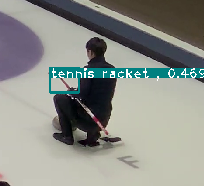 tennis racket , 0.469
F